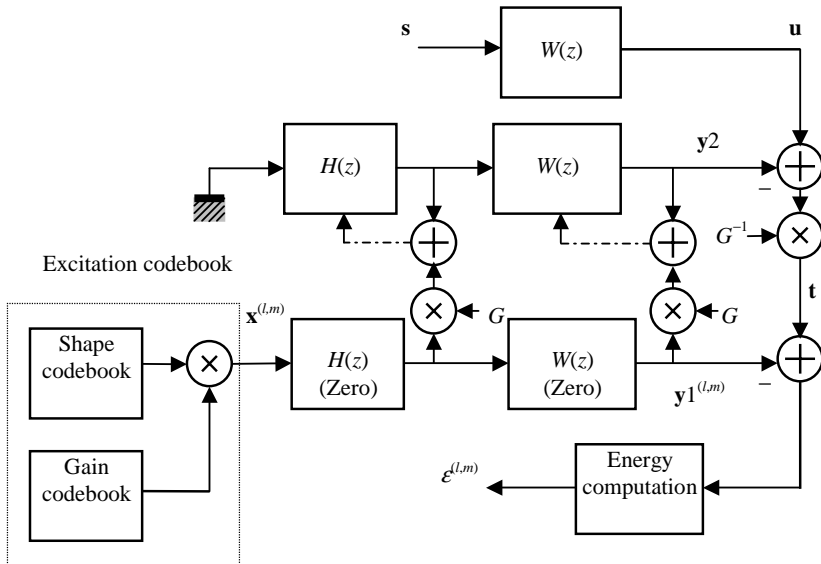 s
W(z)
u
H(z)
W(z)
y2
−
G⁻¹
Excitation codebook
t
x⁽ˡ,ᵐ⁾
G
G
Shape
codebook
H(z)
(Zero)
W(z)
(Zero)
−
y1⁽ˡ,ᵐ⁾
Gain
codebook
ε⁽ˡ,ᵐ⁾
Energy
computation